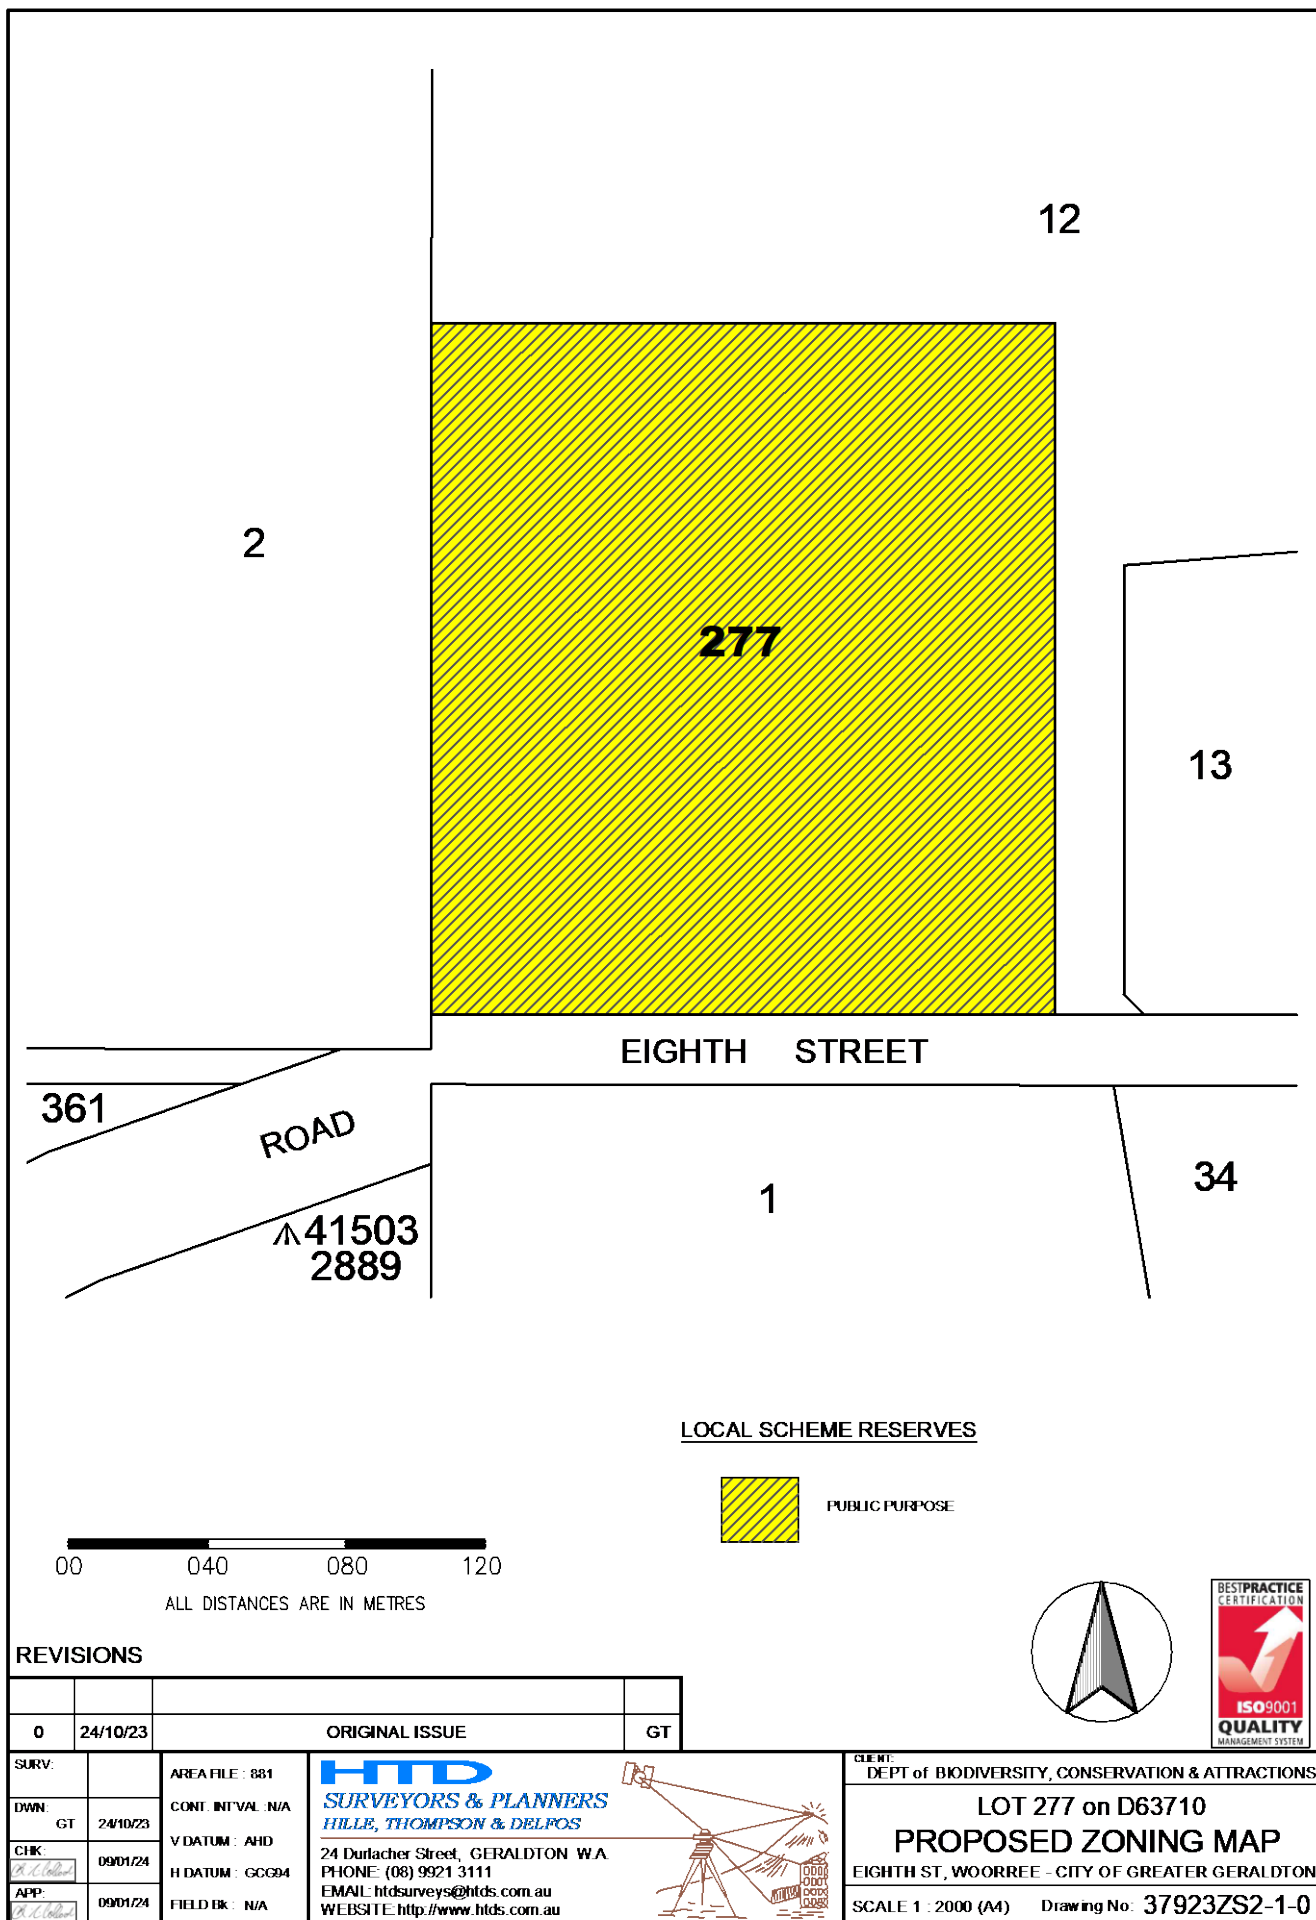 12
2
277
13
EIGHTH STREET
361
ROAD
34
1
41503
2889
LOCAL SCHEME RESERVES
PUBLIC PURPOSE
00 040 080 120
ALL DISTANCES ARE IN METRES
BESTPRACTICE
CERTIFICATION
ISO9001
QUALITY
MANAGEMENT SYSTEM
REVISIONS
0 24/10/23 ORIGINAL ISSUE GT
SURV:
DWN: GT 24/10/23
CHK: 09/01/24
APP: 09/01/24
AREA FILE : 881
CONT. INT'VAL : N/A
V DATUM : AHD
H DATUM : GCG94
FIELD BK : N/A
HTD
SURVEYORS & PLANNERS
HILLE, THOMPSON & DELFOS
24 Durlacher Street, GERALDTON W.A.
PHONE: (08) 9921 3111
EMAIL: htdsurveys@htds.com.au
WEBSITE: http://www.htds.com.au
CLIENT:
DEPT of BIODIVERSITY, CONSERVATION & ATTRACTIONS
LOT 277 on D63710
PROPOSED ZONING MAP
EIGHTH ST, WOORREE - CITY OF GREATER GERALDTON
SCALE 1 : 2000 (A4) Drawing No: 37923ZS2-1-0